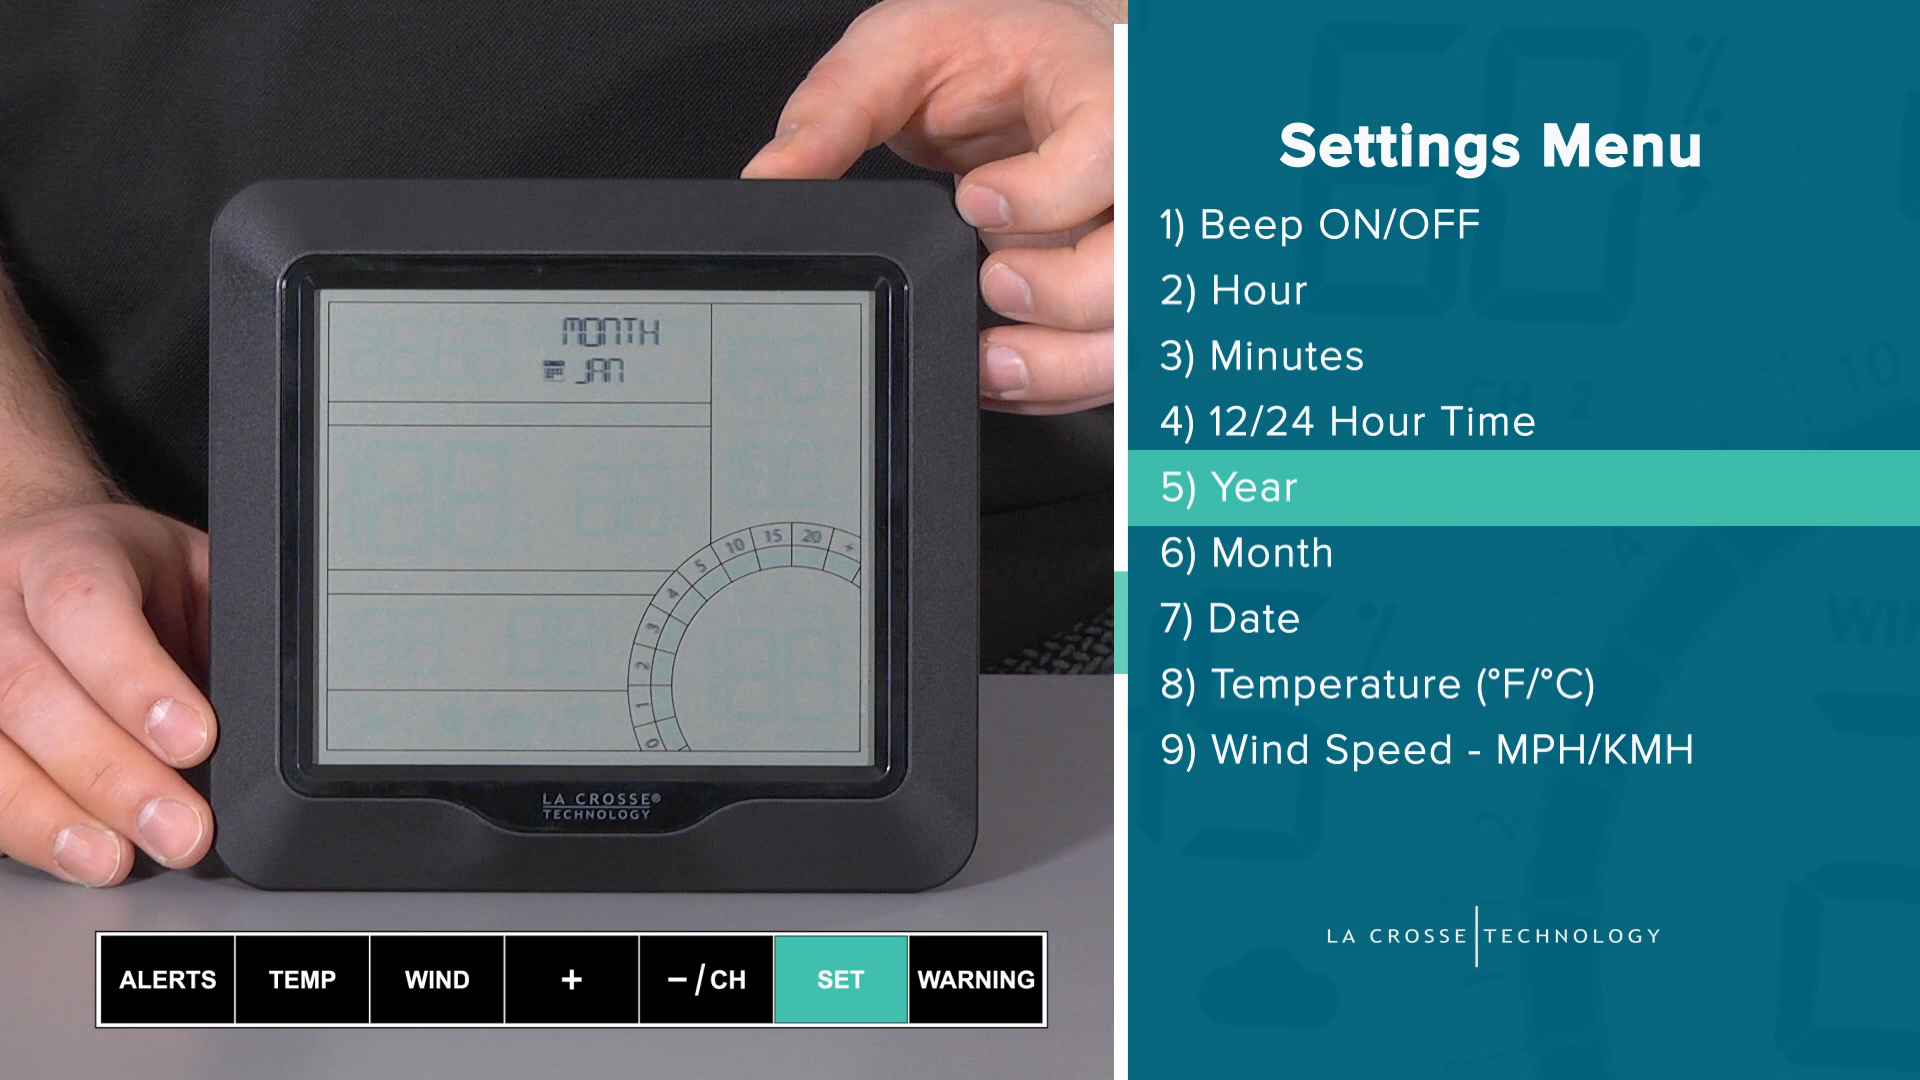 MONTH
JAN
10 15 20 +
5
4
3
2
1
0
LA CROSSE®
TECHNOLOGY
ALERTS TEMP WIND + −/CH SET WARNING
Settings Menu
1) Beep ON/OFF
2) Hour
3) Minutes
4) 12/24 Hour Time
5) Year
6) Month
7) Date
8) Temperature (°F/°C)
9) Wind Speed - MPH/KMH
LA CROSSE TECHNOLOGY